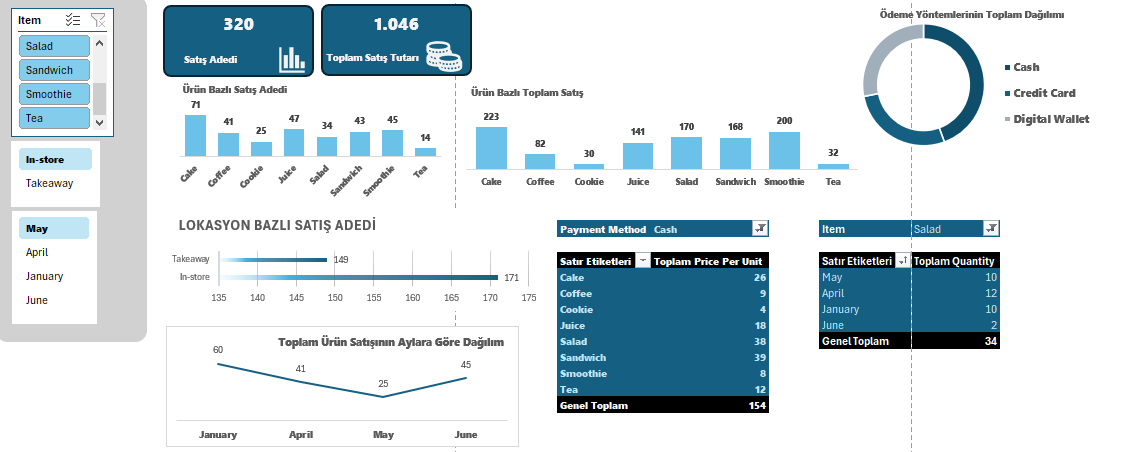 Item
Salad
Sandwich
Smoothie
Tea
In-store
Takeaway
May
April
January
June
320
Satış Adedi
1.046
Toplam Satış Tutarı
Ürün Bazlı Satış Adedi
71
41
25
47
34
43
45
14
Cake
Coffee
Cookie
Juice
Salad
Sandwich
Smoothie
Tea
Ürün Bazlı Toplam Satış
223
82
30
141
170
168
200
32
Cake
Coffee
Cookie
Juice
Salad
Sandwich
Smoothie
Tea
Ödeme Yöntemlerinin Toplam Dağılımı
Cash
Credit Card
Digital Wallet
LOKASYON BAZLI SATIŞ ADEDİ
Takeaway 149
In-store 171
135 140 145 150 155 160 165 170 175
Toplam Ürün Satışının Aylara Göre Dağılım
60
41
25
45
January April May June
Payment Method Cash
Satır Etiketleri Toplam Price Per Unit
Cake 26
Coffee 9
Cookie 4
Juice 18
Salad 38
Sandwich 39
Smoothie 8
Tea 12
Genel Toplam 154
Item Salad
Satır Etiketleri Toplam Quantity
May 10
April 12
January 10
June 2
Genel Toplam 34